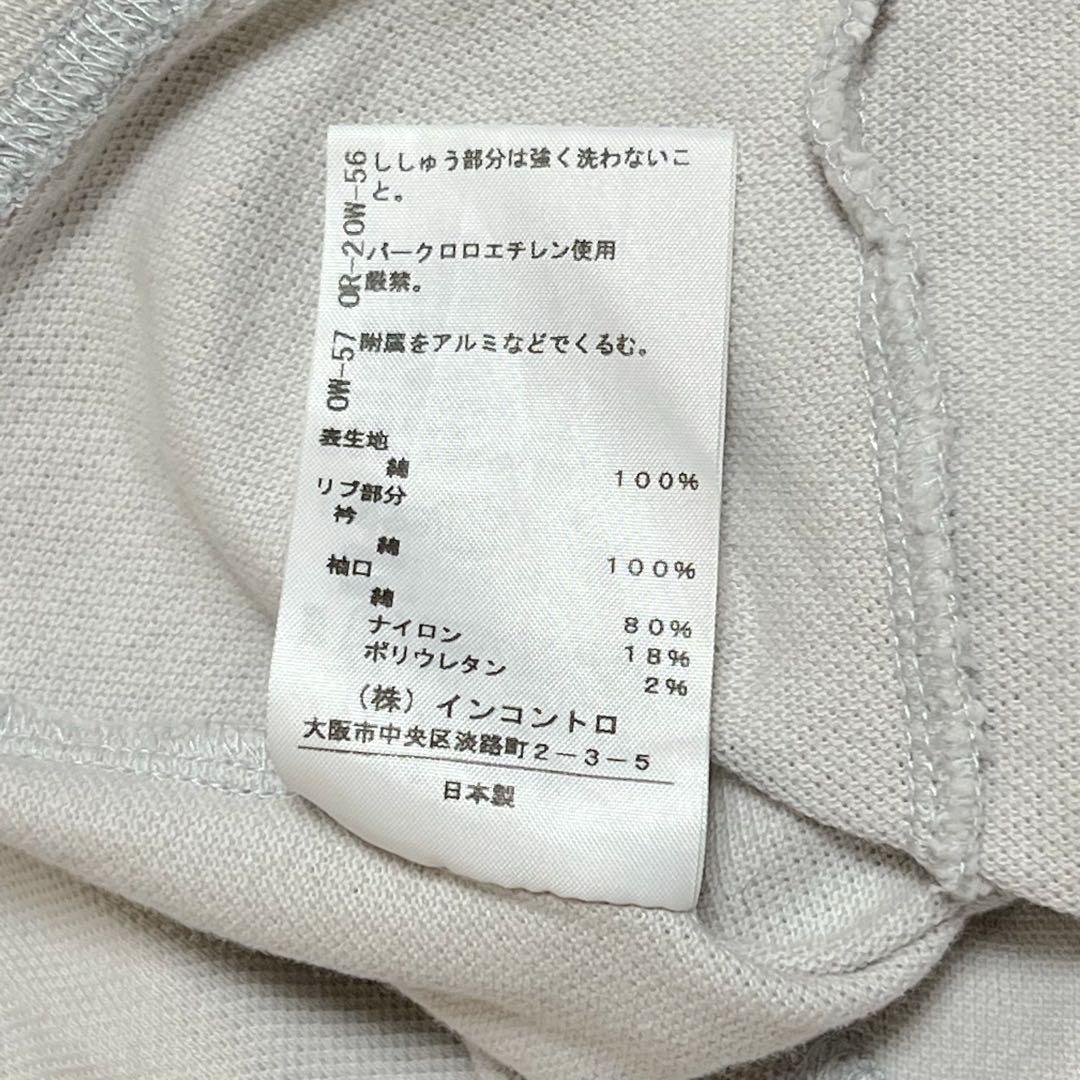 ししゅう部分は強く洗わないこ
と。
パークロロエチレン使用
厳禁。
附属をアルミなどでくるむ。
OW-57 OR-20W-56
表生地
綿 100%
リブ部分
衿
綿 100%
袖口
綿 80%
ナイロン 18%
ポリウレタン 2%
(株)インコントロ
大阪市中央区淡路町2-3-5
日本製